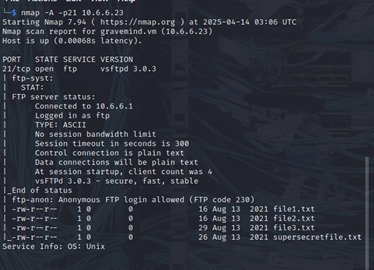 $ nmap -A -p21 10.6.6.23
Starting Nmap 7.94 ( https://nmap.org ) at 2025-04-14 03:06 UTC
Nmap scan report for gravemind.vm (10.6.6.23)
Host is up (0.00068s latency).
PORT   STATE SERVICE VERSION
21/tcp open  ftp     vsftpd 3.0.3
| ftp-syst:
|   STAT:
| FTP server status:
|      Connected to 10.6.6.1
|      Logged in as ftp
|      TYPE: ASCII
|      No session bandwidth limit
|      Session timeout in seconds is 300
|      Control connection is plain text
|      Data connections will be plain text
|      At session startup, client count was 4
|      vsFTPd 3.0.3 - secure, fast, stable
|_End of status
| ftp-anon: Anonymous FTP login allowed (FTP code 230)
| -rw-r--r--    1 0        0              16 Aug 13  2021 file1.txt
| -rw-r--r--    1 0        0              22 Aug 13  2021 file2.txt
| -rw-r--r--    1 0        0              29 Aug 13  2021 file3.txt
|_-rw-r--r--    1 0        0              26 Aug 13  2021 supersecretfile.txt
Service Info: OS: Unix